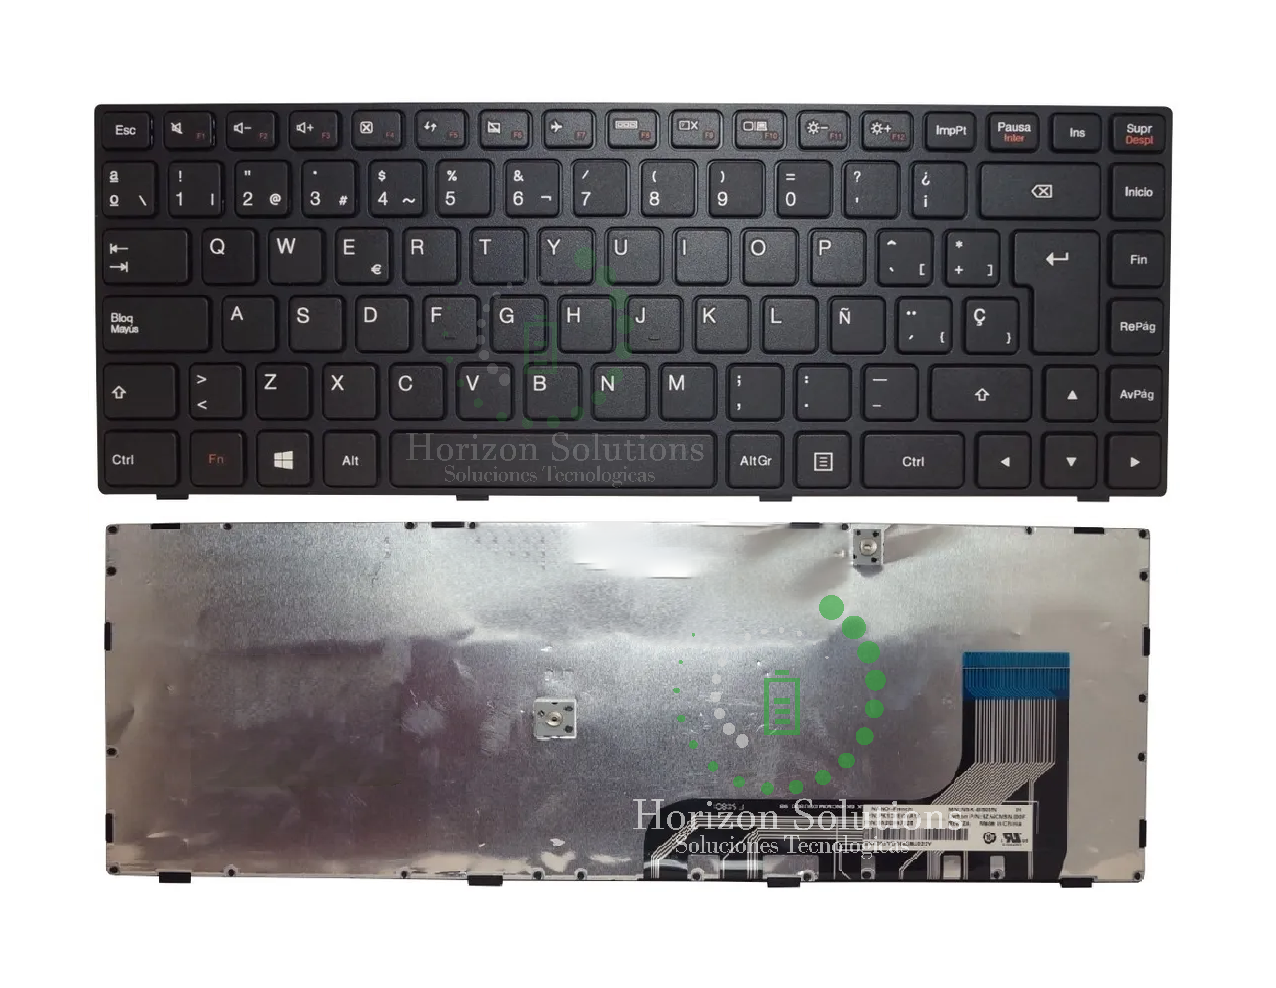 Esc F1 F2 F3 F4 F5 F6 F7 F8 F9 F10 F11 F12 ImpPt Pausa Ins Supr
Inter Despl
ª ! " · $ % & / ( ) = ? ¿ Inicio
º \ 1 | 2 @ 3 # 4 ~ 5 6 ¬ 7 8 9 0 ' ¡
Q W E R T Y U I O P ^ * Fin
€ ` [ + ]
Bloq A S D F G H J K L Ñ ¨ Ç RePág
Mayús ´ { }
> Z X C V B N M ; : — AvPág
< , . _
Ctrl Fn Alt AltGr Ctrl
Horizon Solutions
Soluciones Tecnologicas
Horizon Solutions
Soluciones Tecnologicas